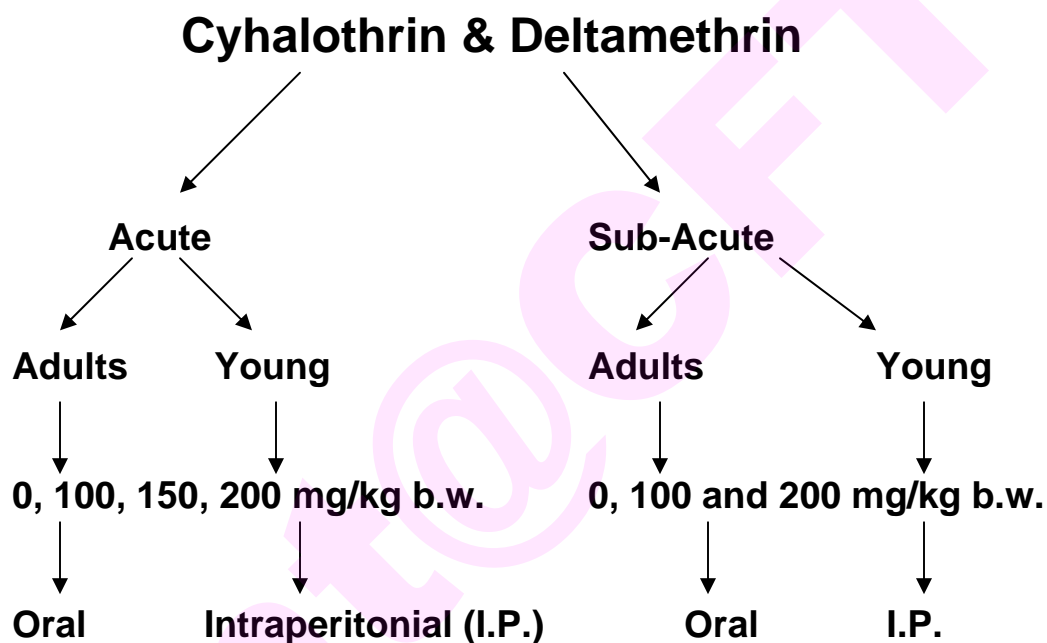 Cyhalothrin & Deltamethrin
Acute Sub-Acute
Adults Young Adults Young
0, 100, 150, 200 mg/kg b.w. 0, 100 and 200 mg/kg b.w.
Oral Intraperitonial (I.P.) Oral I.P.
t@CFT